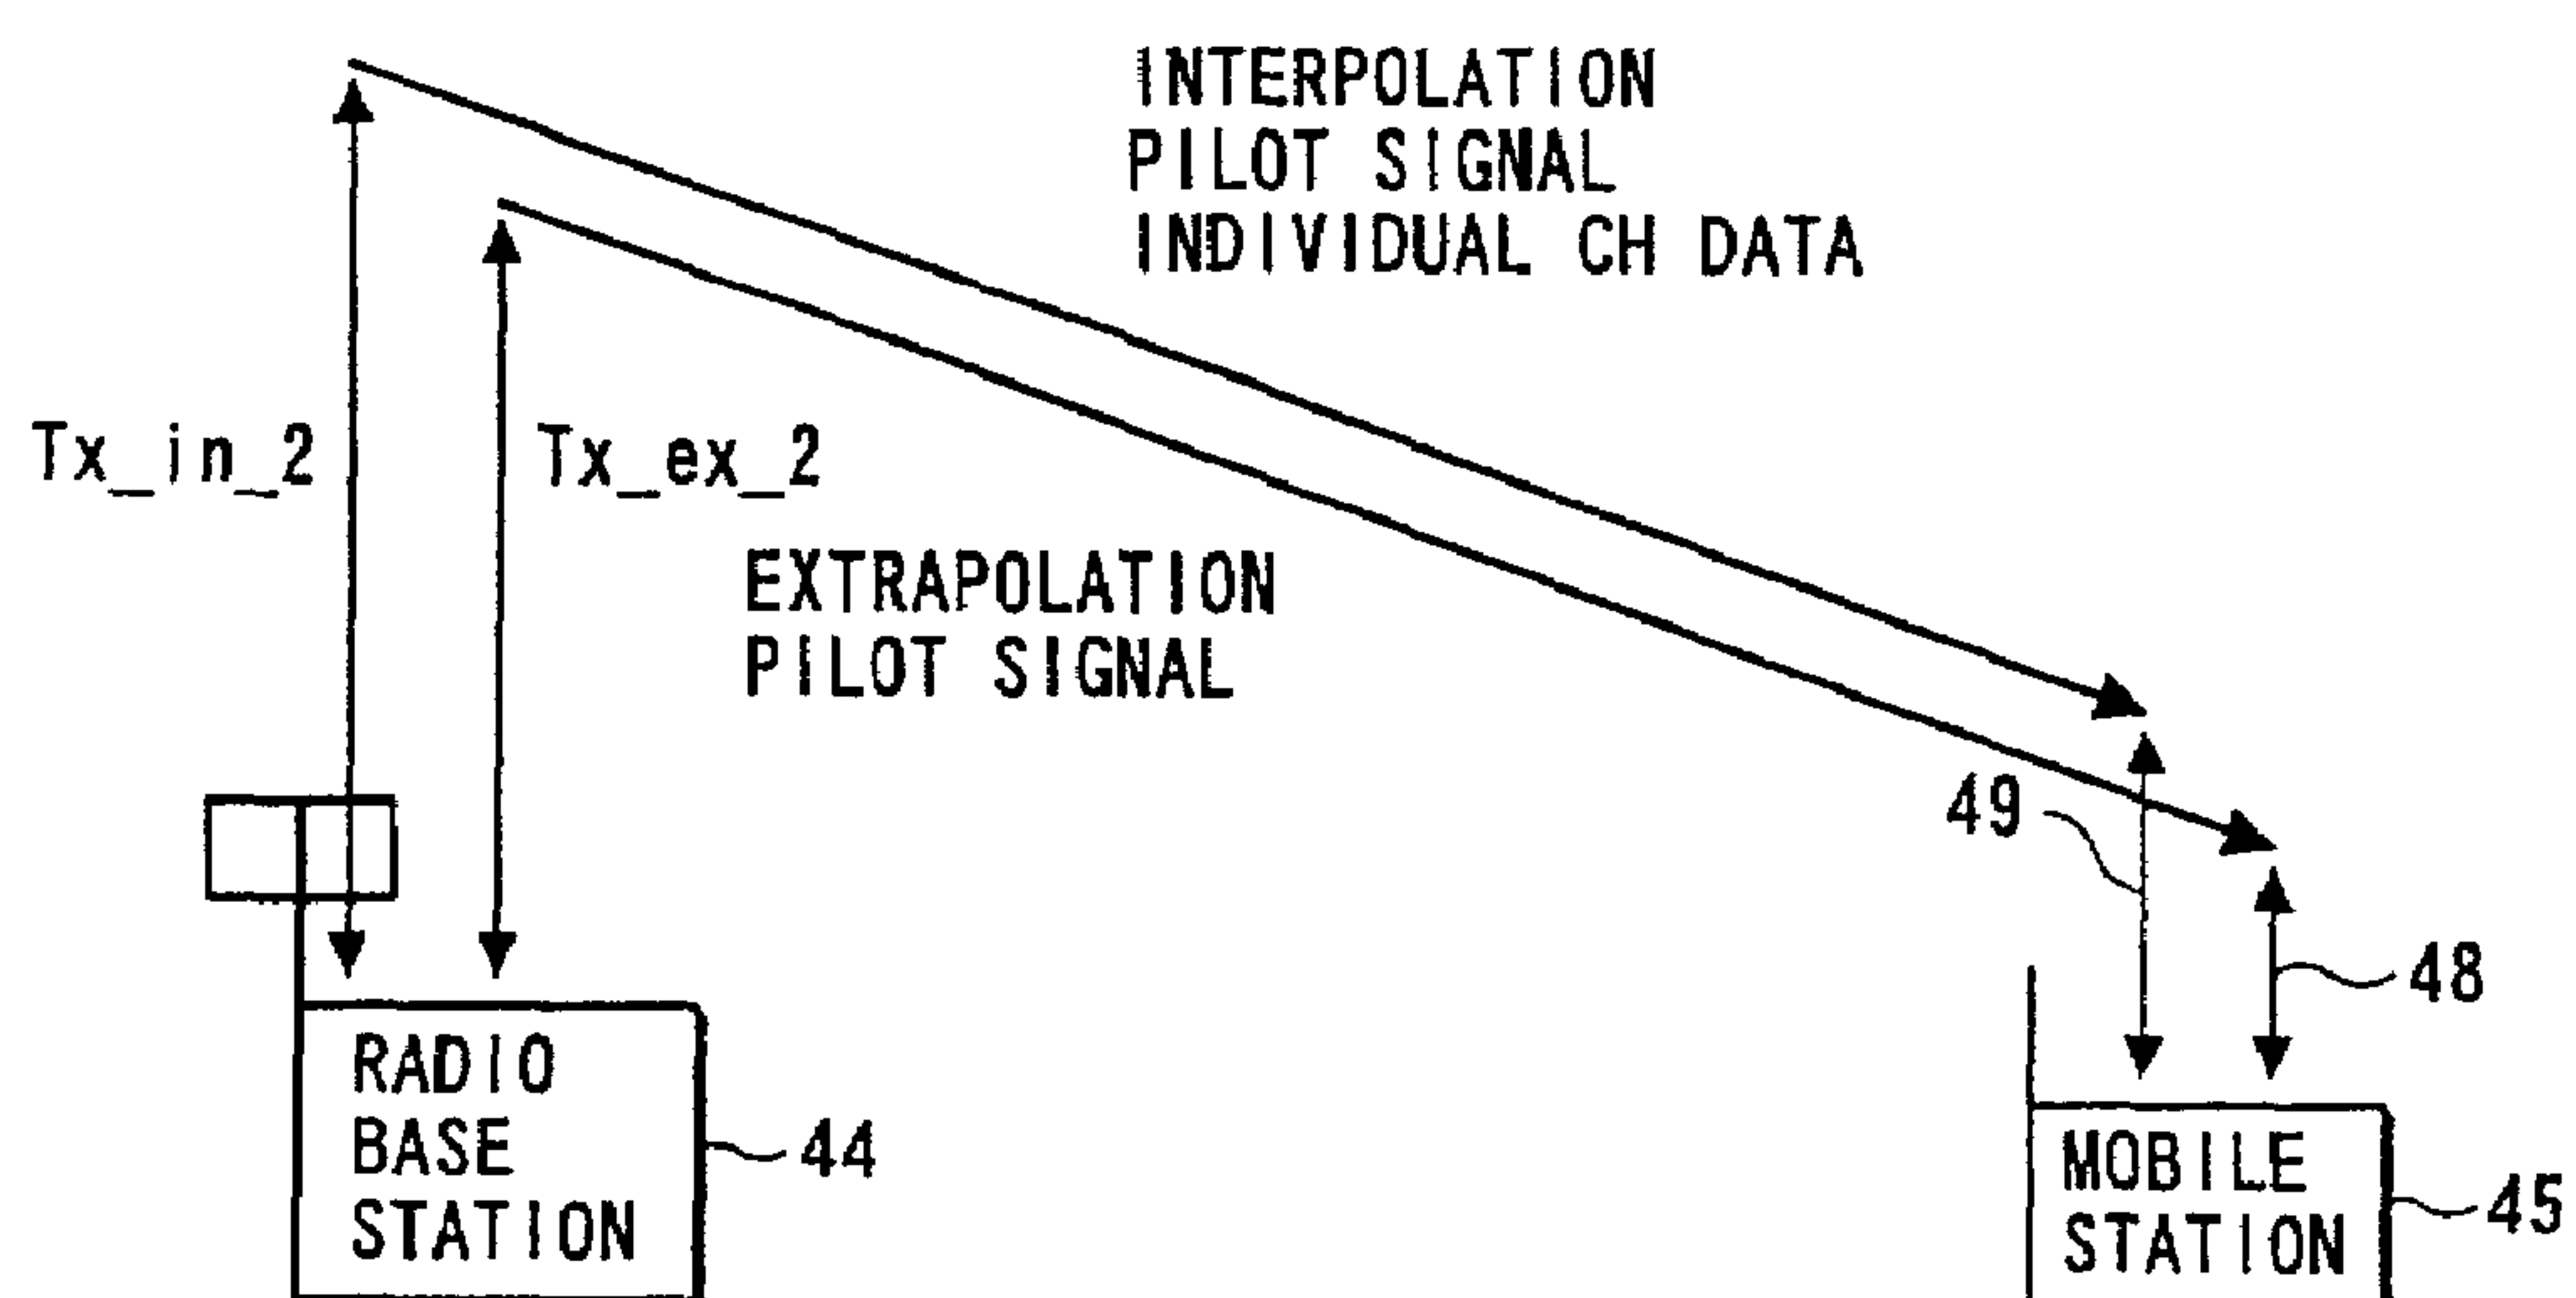 INTERPOLATION
PILOT SIGNAL
INDIVIDUAL CH DATA
Tx_in_2
Tx_ex_2
EXTRAPOLATION
PILOT SIGNAL
49
48
RADIO
BASE
STATION
44
MOBILE
STATION
45